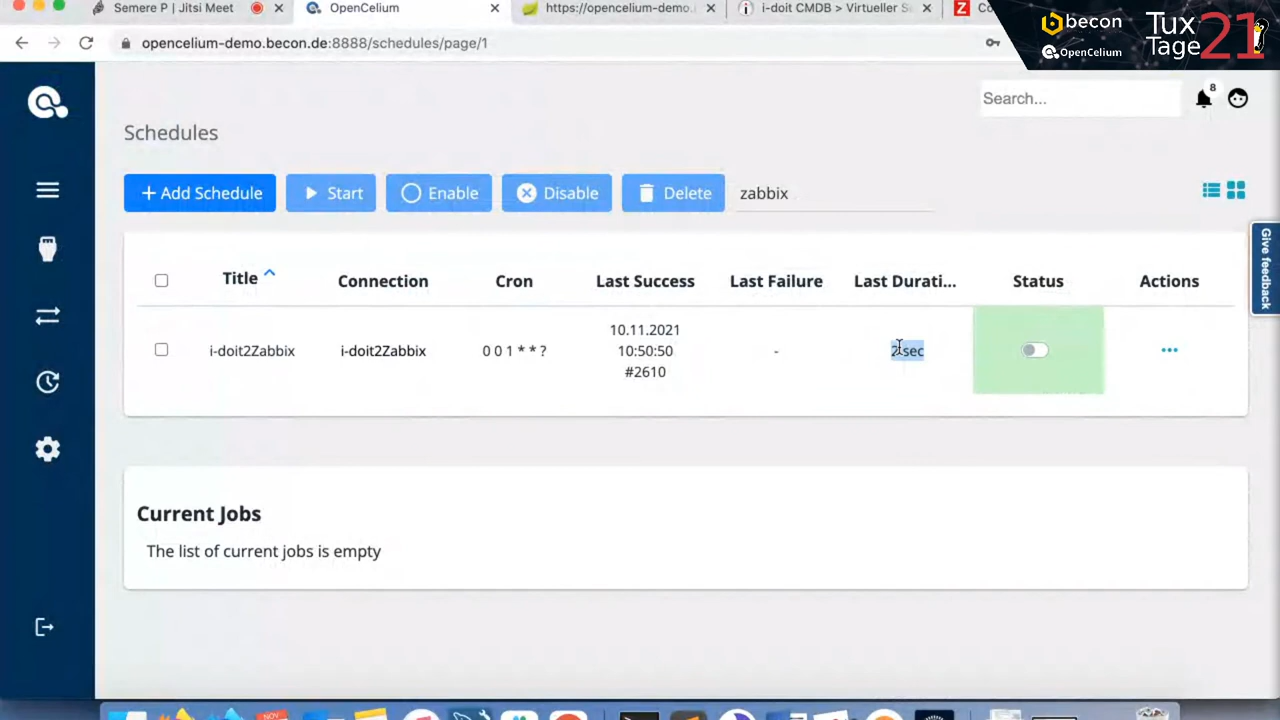 Semere P | Jitsi Meet
OpenCelium
https://opencelium-demo.
i-doit CMDB > Virtueller S
becon
OpenCelium
Tux
Tage
21
opencelium-demo.becon.de:8888/schedules/page/1
Search...
8
Schedules
+ Add Schedule
Start
Enable
Disable
Delete
zabbix
Give feedback
Title
Connection
Cron
Last Success
Last Failure
Last Durati...
Status
Actions
i-doit2Zabbix
i-doit2Zabbix
0 0 1 * * ?
10.11.2021
10:50:50
#2610
-
2 sec
Current Jobs
The list of current jobs is empty
NOV